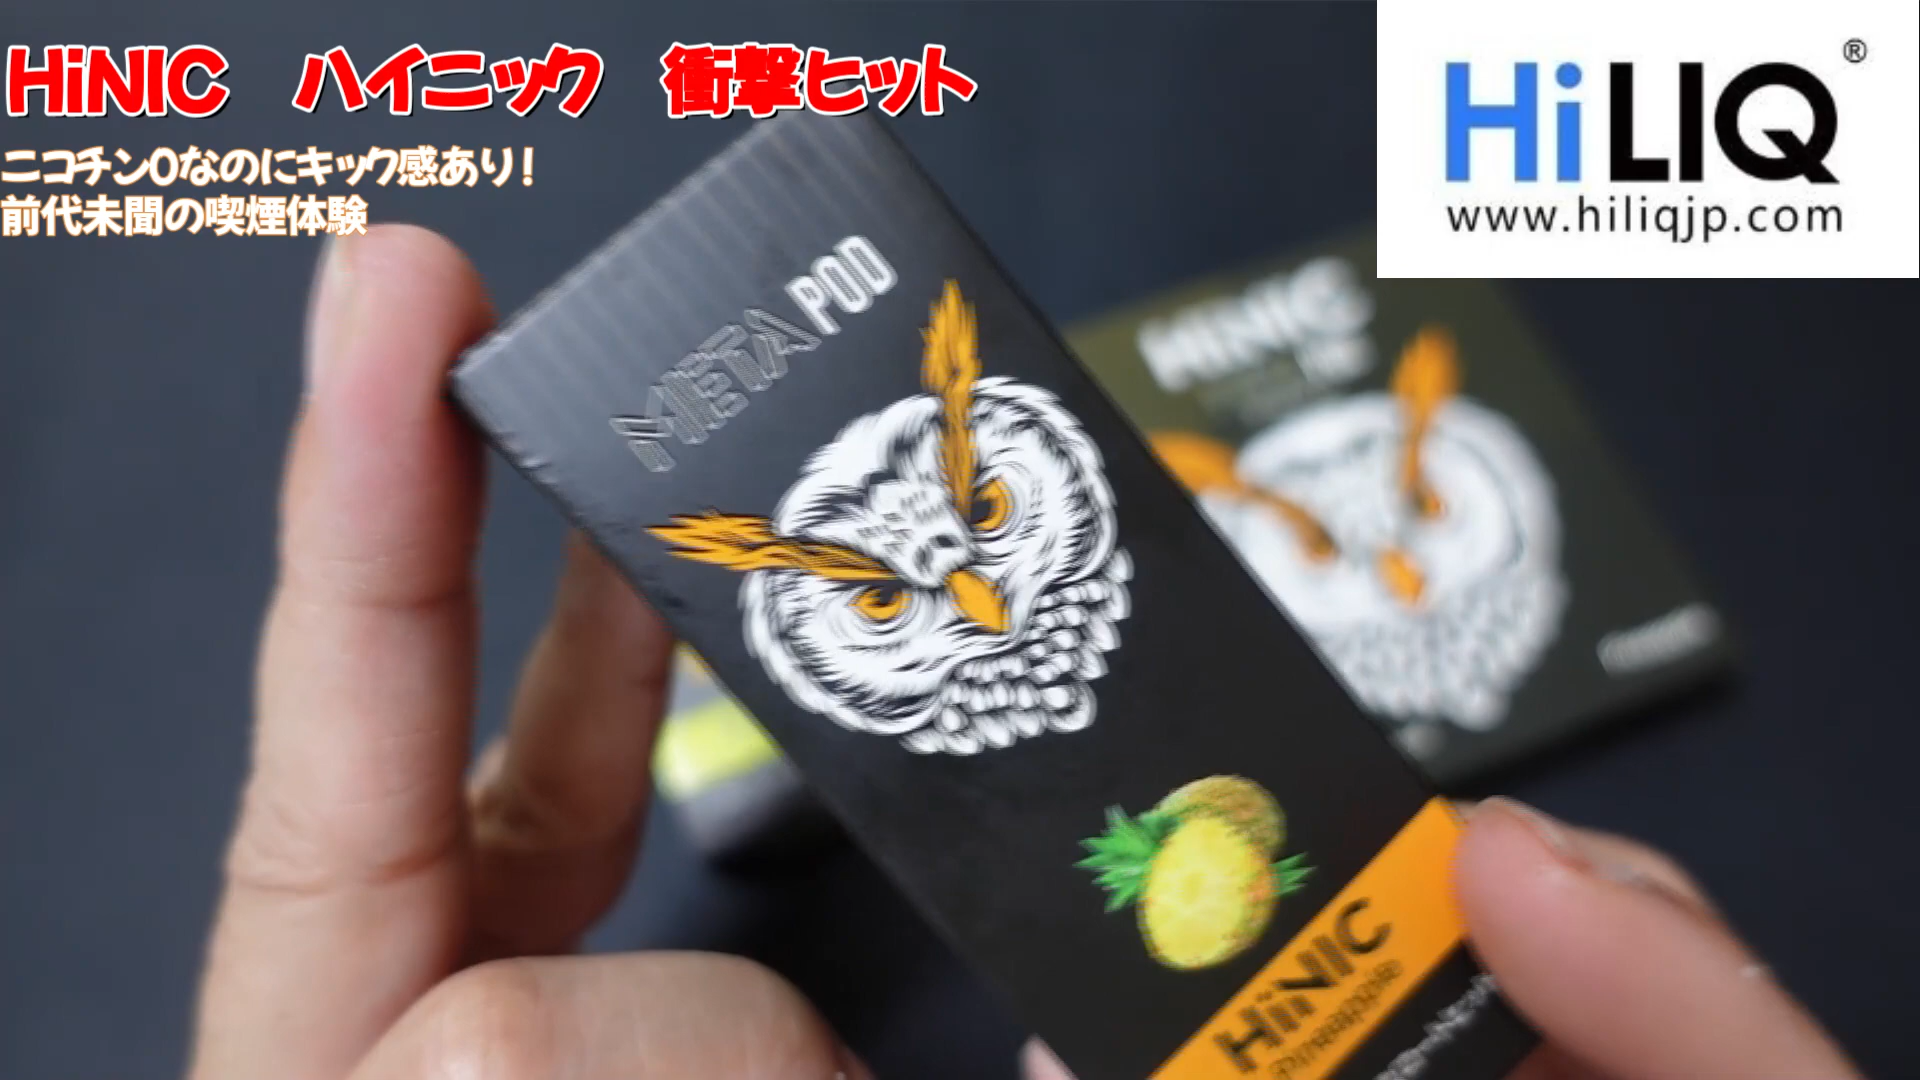 HiNIC ハイニック 衝撃ヒット
ニコチン0なのにキック感あり！
前代未聞の喫煙体験
HiLIQ®
www.hiliqjp.com
METAPOD
HiNIC
HiNIC
Pineapple